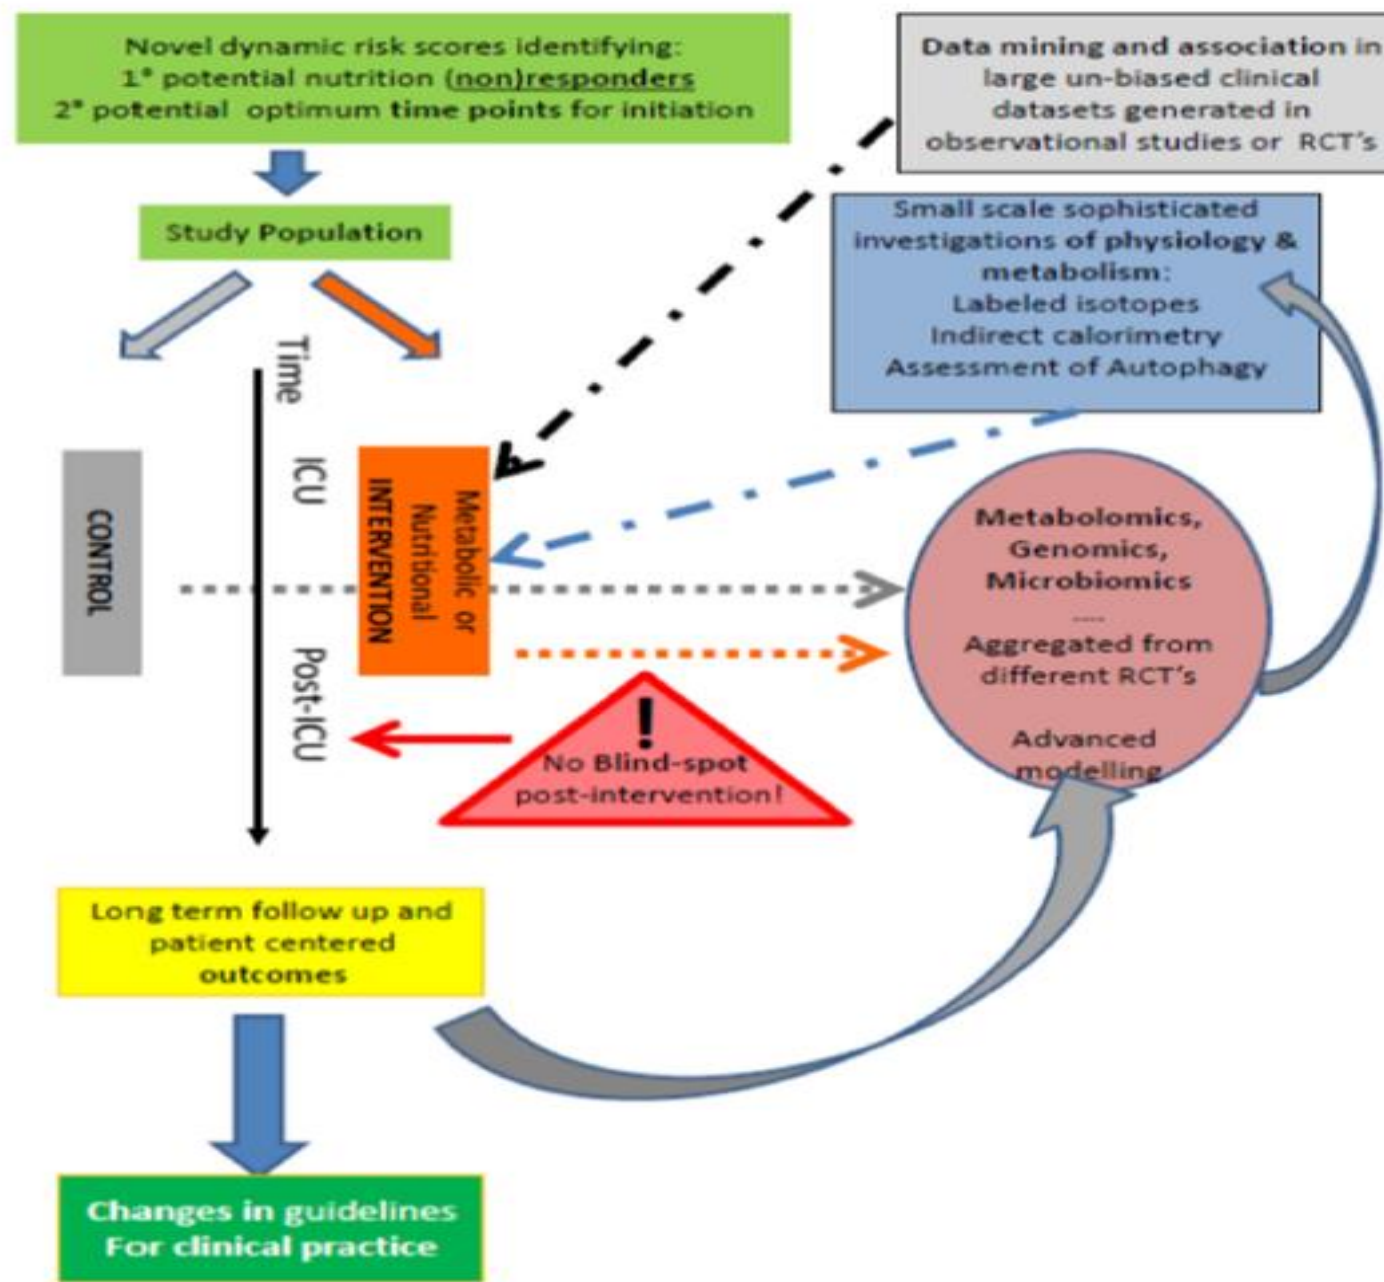 Novel dynamic risk scores identifying:
1° potential nutrition (non)responders
2° potential optimum time points for initiation
Data mining and association in
large un-biased clinical
datasets generated in
observational studies or RCT's
Study Population
Small scale sophisticated
investigations of physiology &
metabolism:
Labeled isotopes
Indirect calorimetry
Assessment of Autophagy
Time
ICU
Post-ICU
CONTROL
Metabolic or
Nutritional
INTERVENTION
Metabolomics,
Genomics,
Microbiomics
....
Aggregated from
different RCT's
Advanced
modelling
!
No Blind-spot
post-intervention!
Long term follow up and
patient centered
outcomes
Changes in guidelines
For clinical practice